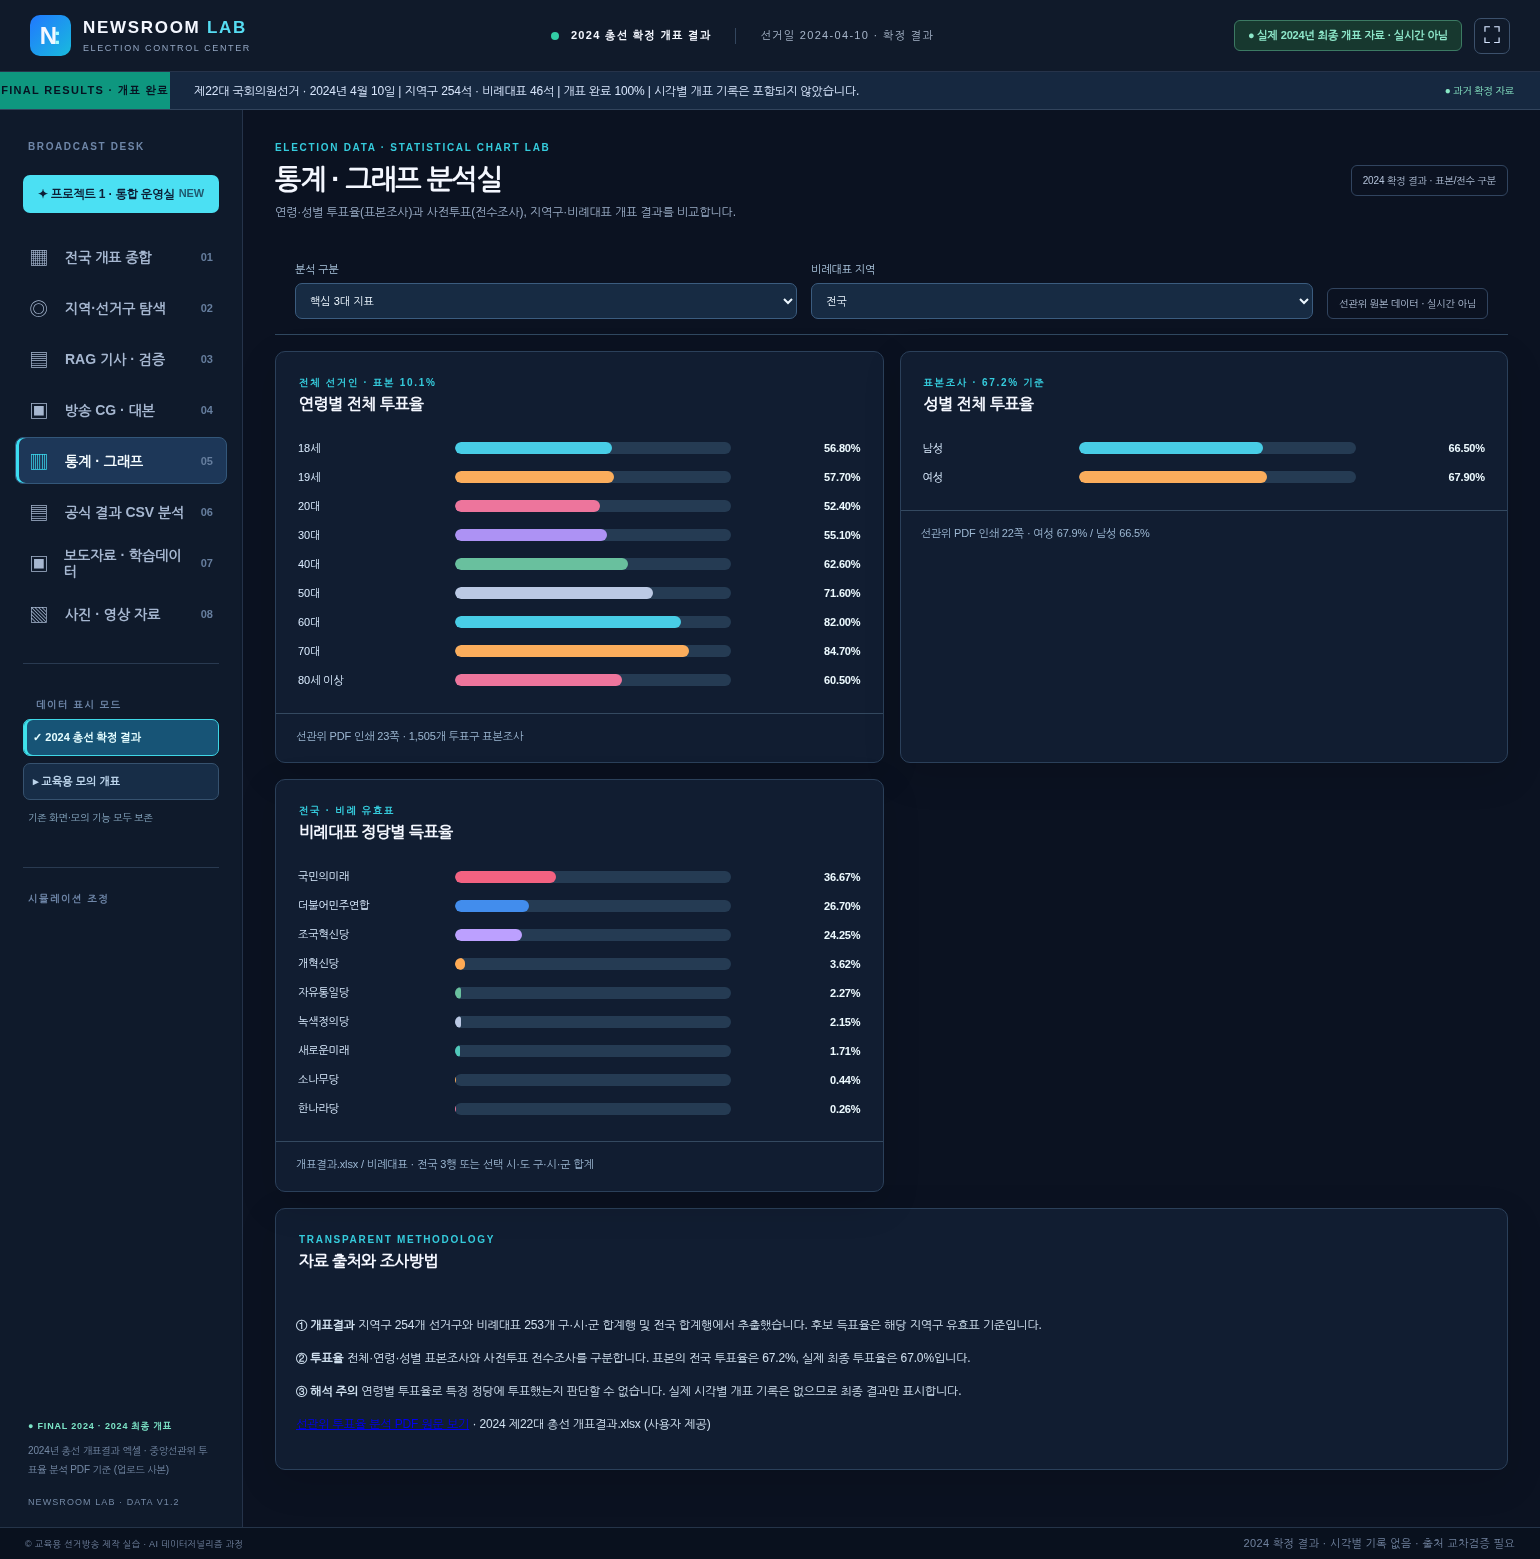 NEWSROOM LAB
ELECTION CONTROL CENTER
2024 총선 확정 개표 결과
선거일 2024-04-10 · 확정 결과
● 실제 2024년 최종 개표 자료 · 실시간 아님
FINAL RESULTS · 개표 완료
제22대 국회의원선거 · 2024년 4월 10일 | 지역구 254석 · 비례대표 46석 | 개표 완료 100% | 시각별 개표 기록은 포함되지 않았습니다.
● 과거 확정 자료
BROADCAST DESK
✦ 프로젝트 1 · 통합 운영실 NEW
전국 개표 종합 01
지역·선거구 탐색 02
RAG 기사 · 검증 03
방송 CG · 대본 04
통계 · 그래프 05
공식 결과 CSV 분석 06
보도자료 · 학습데이
터 07
사진 · 영상 자료 08
데이터 표시 모드
✓ 2024 총선 확정 결과
▸ 교육용 모의 개표
기존 화면·모의 기능 모두 보존
시뮬레이션 조정
● FINAL 2024 · 2024 최종 개표
2024년 총선 개표결과 엑셀 · 중앙선관위 투
표율 분석 PDF 기준 (업로드 사본)
NEWSROOM LAB · DATA V1.2
ELECTION DATA · STATISTICAL CHART LAB
통계 · 그래프 분석실
연령·성별 투표율(표본조사)과 사전투표(전수조사), 지역구·비례대표 개표 결과를 비교합니다.
2024 확정 결과 · 표본/전수 구분
분석 구분
핵심 3대 지표
비례대표 지역
전국
선관위 원본 데이터 · 실시간 아님
전체 선거인 · 표본 10.1%
연령별 전체 투표율
18세 56.80%
19세 57.70%
20대 52.40%
30대 55.10%
40대 62.60%
50대 71.60%
60대 82.00%
70대 84.70%
80세 이상 60.50%
선관위 PDF 인쇄 23쪽 · 1,505개 투표구 표본조사
표본조사 · 67.2% 기준
성별 전체 투표율
남성 66.50%
여성 67.90%
선관위 PDF 인쇄 22쪽 · 여성 67.9% / 남성 66.5%
전국 · 비례 유효표
비례대표 정당별 득표율
국민의미래 36.67%
더불어민주연합 26.70%
조국혁신당 24.25%
개혁신당 3.62%
자유통일당 2.27%
녹색정의당 2.15%
새로운미래 1.71%
소나무당 0.44%
한나라당 0.26%
개표결과.xlsx / 비례대표 · 전국 3행 또는 선택 시·도 구·시·군 합계
TRANSPARENT METHODOLOGY
자료 출처와 조사방법
① 개표결과 지역구 254개 선거구와 비례대표 253개 구·시·군 합계행 및 전국 합계행에서 추출했습니다. 후보 득표율은 해당 지역구 유효표 기준입니다.
② 투표율 전체·연령·성별 표본조사와 사전투표 전수조사를 구분합니다. 표본의 전국 투표율은 67.2%, 실제 최종 투표율은 67.0%입니다.
③ 해석 주의 연령별 투표율로 특정 정당에 투표했는지 판단할 수 없습니다. 실제 시각별 개표 기록은 없으므로 최종 결과만 표시합니다.
· 2024 제22대 총선 개표결과.xlsx (사용자 제공)
© 교육용 선거방송 제작 실습 · AI 데이터저널리즘 과정
2024 확정 결과 · 시각별 기록 없음 · 출처 교차검증 필요